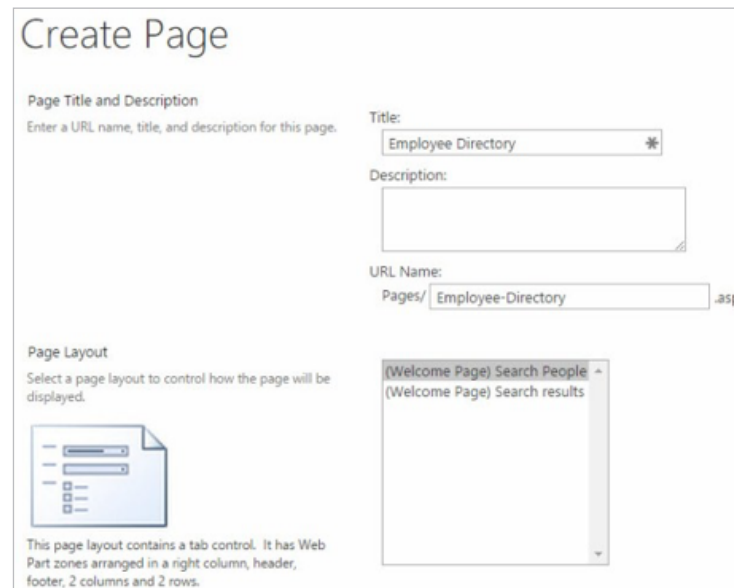 Create Page
Page Title and Description
Enter a URL name, title, and description for this page.
Title:
Employee Directory
Description:
URL Name:
Pages/ Employee-Directory .asp
Page Layout
Select a page layout to control how the page will be
displayed.
(Welcome Page) Search People
(Welcome Page) Search results
This page layout contains a tab control. It has Web
Part zones arranged in a right column, header,
footer, 2 columns and 2 rows.